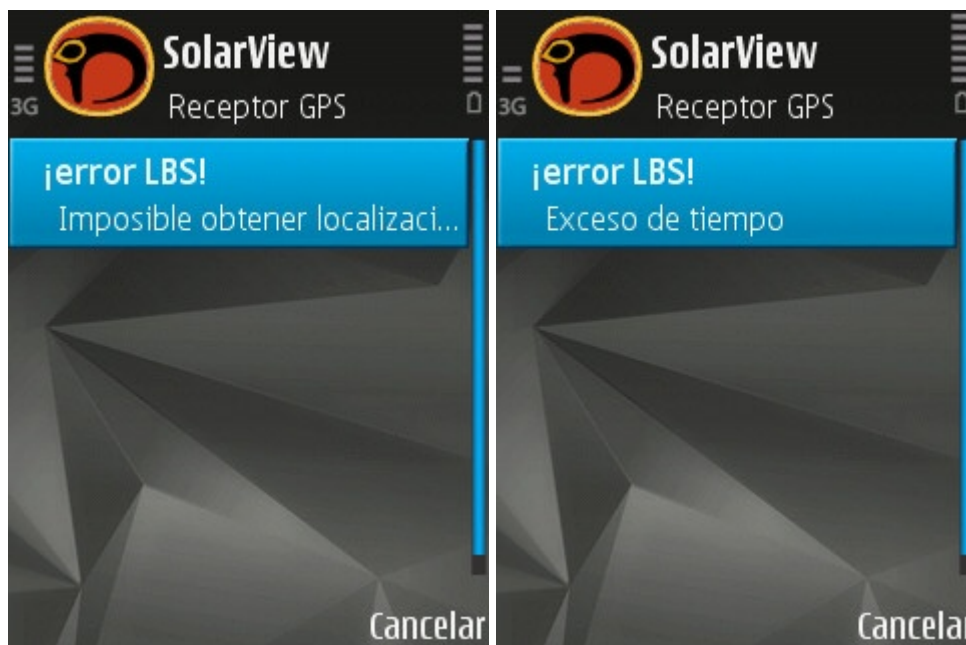 SolarView
Receptor GPS
3G
¡error LBS!
Imposible obtener localizaci...
Cancelar
SolarView
Receptor GPS
3G
¡error LBS!
Exceso de tiempo
Cancelar